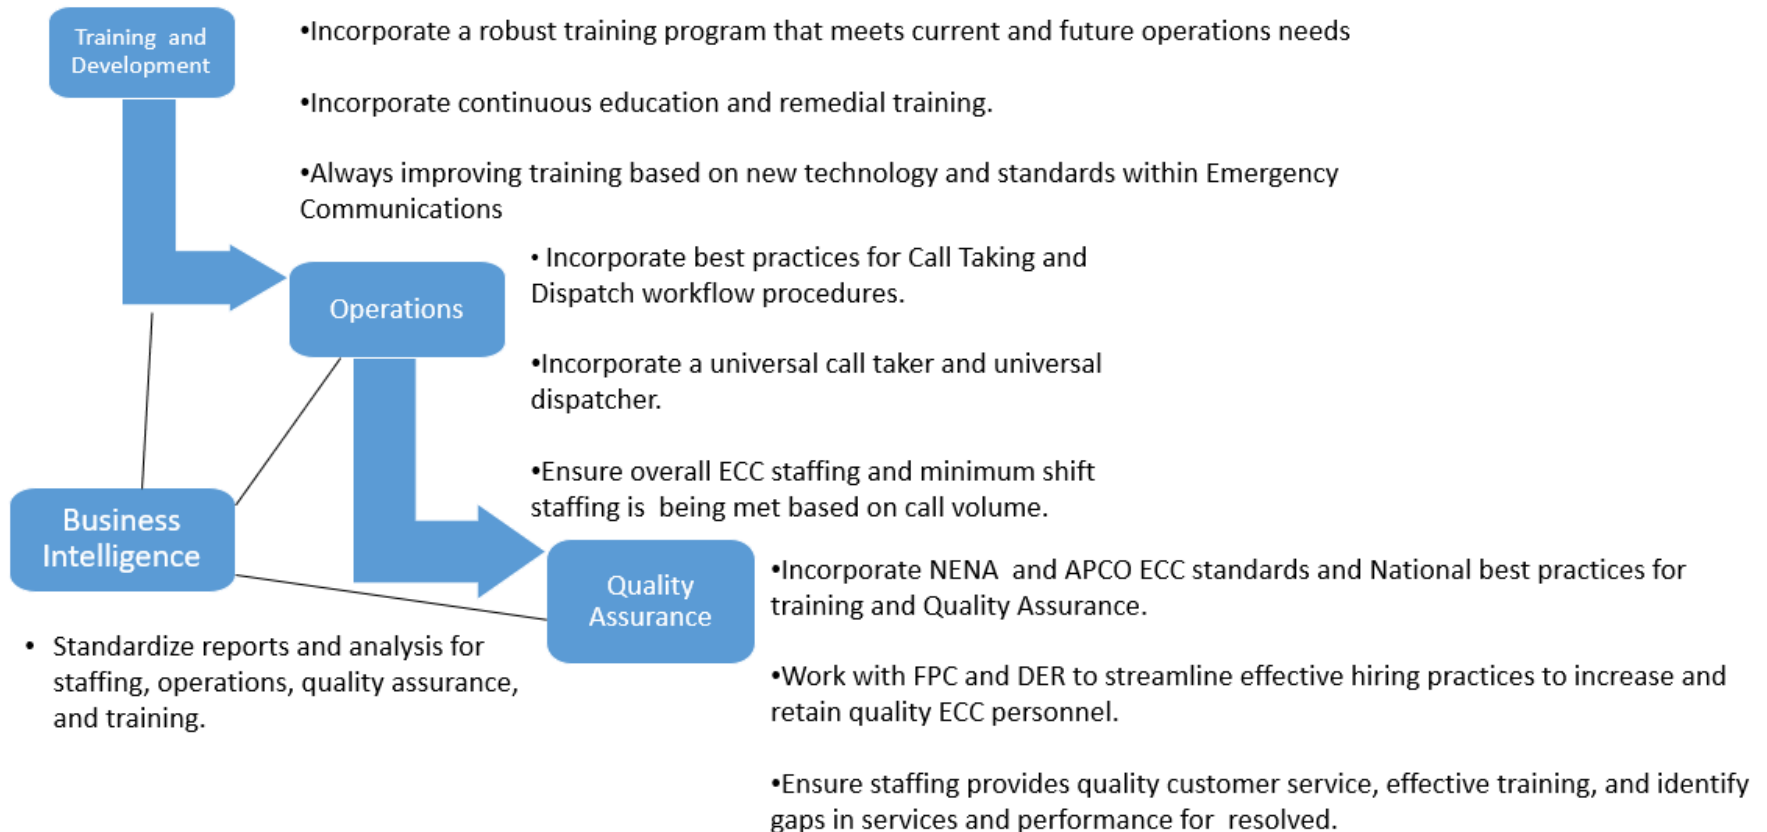 Training and
Development
•Incorporate a robust training program that meets current and future operations needs
•Incorporate continuous education and remedial training.
•Always improving training based on new technology and standards within Emergency
Communications
Operations
• Incorporate best practices for Call Taking and
Dispatch workflow procedures.
•Incorporate a universal call taker and universal
dispatcher.
•Ensure overall ECC staffing and minimum shift
staffing is being met based on call volume.
Business
Intelligence
• Standardize reports and analysis for
staffing, operations, quality assurance,
and training.
Quality
Assurance
•Incorporate NENA and APCO ECC standards and National best practices for
training and Quality Assurance.
•Work with FPC and DER to streamline effective hiring practices to increase and
retain quality ECC personnel.
•Ensure staffing provides quality customer service, effective training, and identify
gaps in services and performance for resolved.